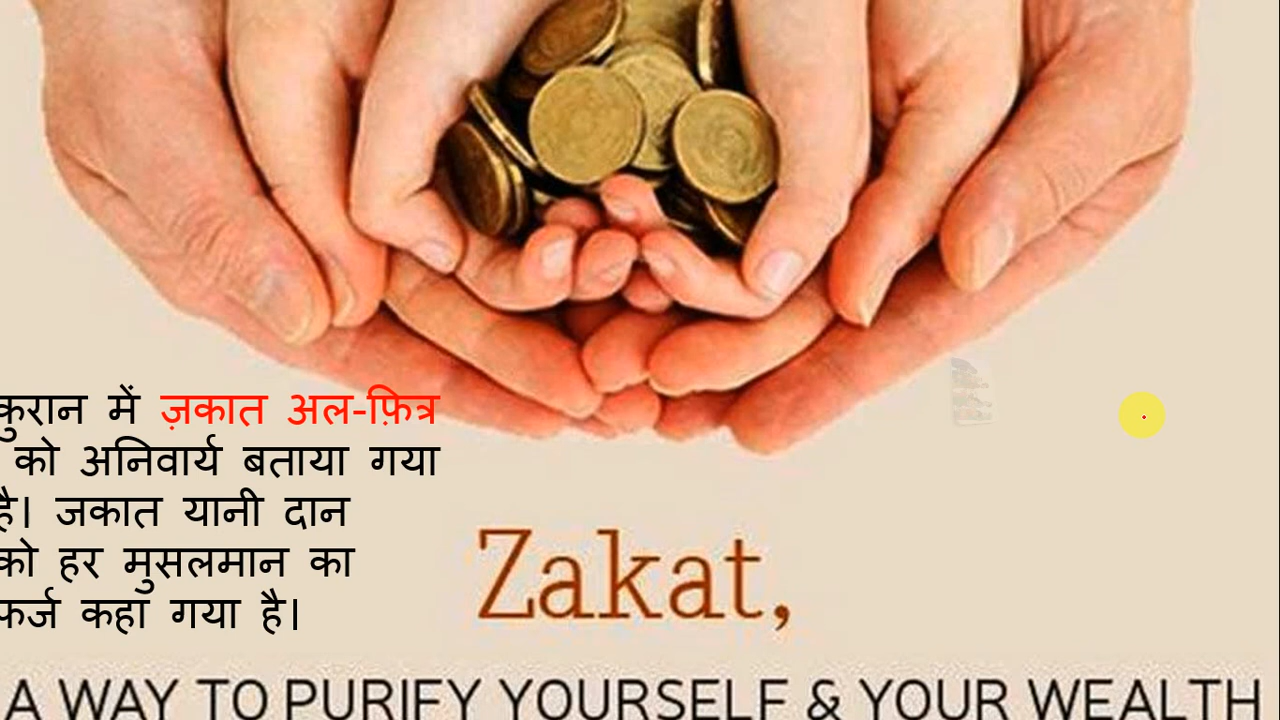 कुरान में ज़कात अल-फ़ित्र
को अनिवार्य बताया गया
है। जकात यानी दान
को हर मुसलमान का
फर्ज कहा गया है।
Zakat,
A WAY TO PURIFY YOURSELF & YOUR WEALTH